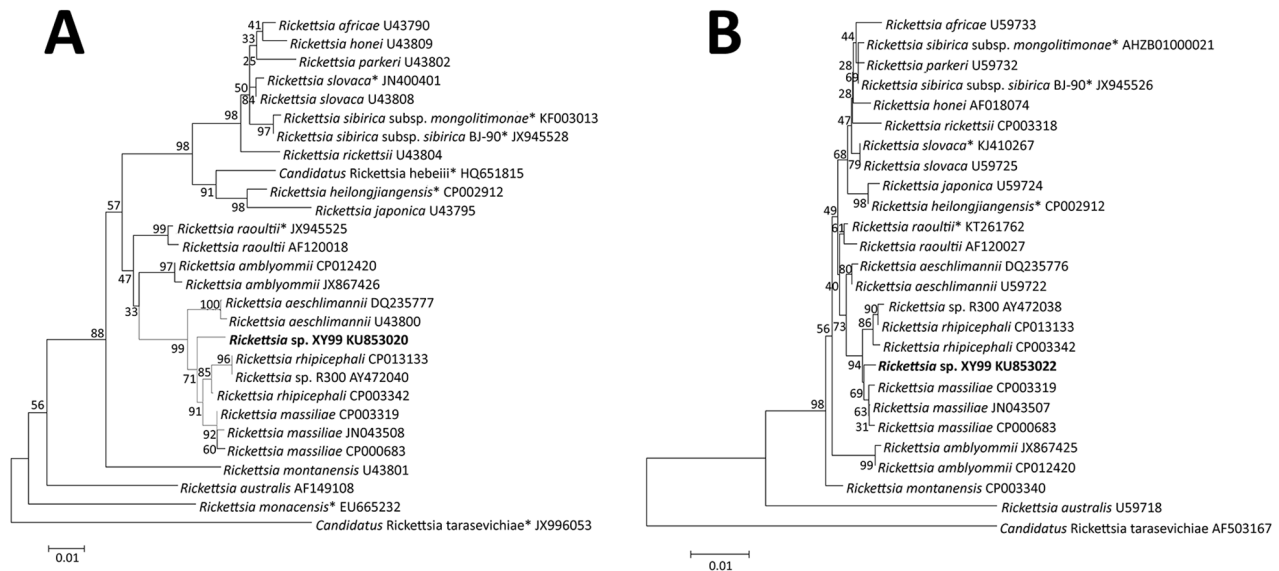 A
41 Rickettsia africae U43790
33 Rickettsia honei U43809
25 Rickettsia parkeri U43802
50 Rickettsia slovaca* JN400401
84 Rickettsia slovaca U43808
98 Rickettsia sibirica subsp. mongolitimonae* KF003013
97 Rickettsia sibirica subsp. sibirica BJ-90* JX945528
98 Rickettsia rickettsii U43804
Candidatus Rickettsia hebeiii* HQ651815
91 Rickettsia heilongjiangensis* CP002912
98 Rickettsia japonica U43795
57
99 Rickettsia raoultii* JX945525
Rickettsia raoultii AF120018
97 Rickettsia amblyommii CP012420
47 Rickettsia amblyommii JX867426
33
100 Rickettsia aeschlimannii DQ235777
Rickettsia aeschlimannii U43800
88 Rickettsia sp. XY99 KU853020
99
96 Rickettsia rhipicephali CP013133
71 85 Rickettsia sp. R300 AY472040
Rickettsia rhipicephali CP003342
91 Rickettsia massiliae CP003319
56 92 Rickettsia massiliae JN043508
60 Rickettsia massiliae CP000683
Rickettsia montanensis U43801
Rickettsia australis AF149108
Rickettsia monacensis* EU665232
Candidatus Rickettsia tarasevichiae* JX996053
0.01
B
Rickettsia africae U59733
44 Rickettsia sibirica subsp. mongolitimonae* AHZB01000021
28 Rickettsia parkeri U59732
69 Rickettsia sibirica subsp. sibirica BJ-90* JX945526
28 Rickettsia honei AF018074
47 Rickettsia rickettsii CP003318
68 Rickettsia slovaca* KJ410267
79 Rickettsia slovaca U59725
Rickettsia japonica U59724
98 Rickettsia heilongjiangensis* CP002912
49
61 Rickettsia raoultii* KT261762
Rickettsia raoultii AF120027
80 Rickettsia aeschlimannii DQ235776
40 Rickettsia aeschlimannii U59722
90 Rickettsia sp. R300 AY472038
56 73 86 Rickettsia rhipicephali CP013133
Rickettsia rhipicephali CP003342
94 Rickettsia sp. XY99 KU853022
69 Rickettsia massiliae CP003319
98 63 Rickettsia massiliae JN043507
31 Rickettsia massiliae CP000683
Rickettsia amblyommii JX867425
99 Rickettsia amblyommii CP012420
Rickettsia montanensis CP003340
Rickettsia australis U59718
Candidatus Rickettsia tarasevichiae AF503167
0.01